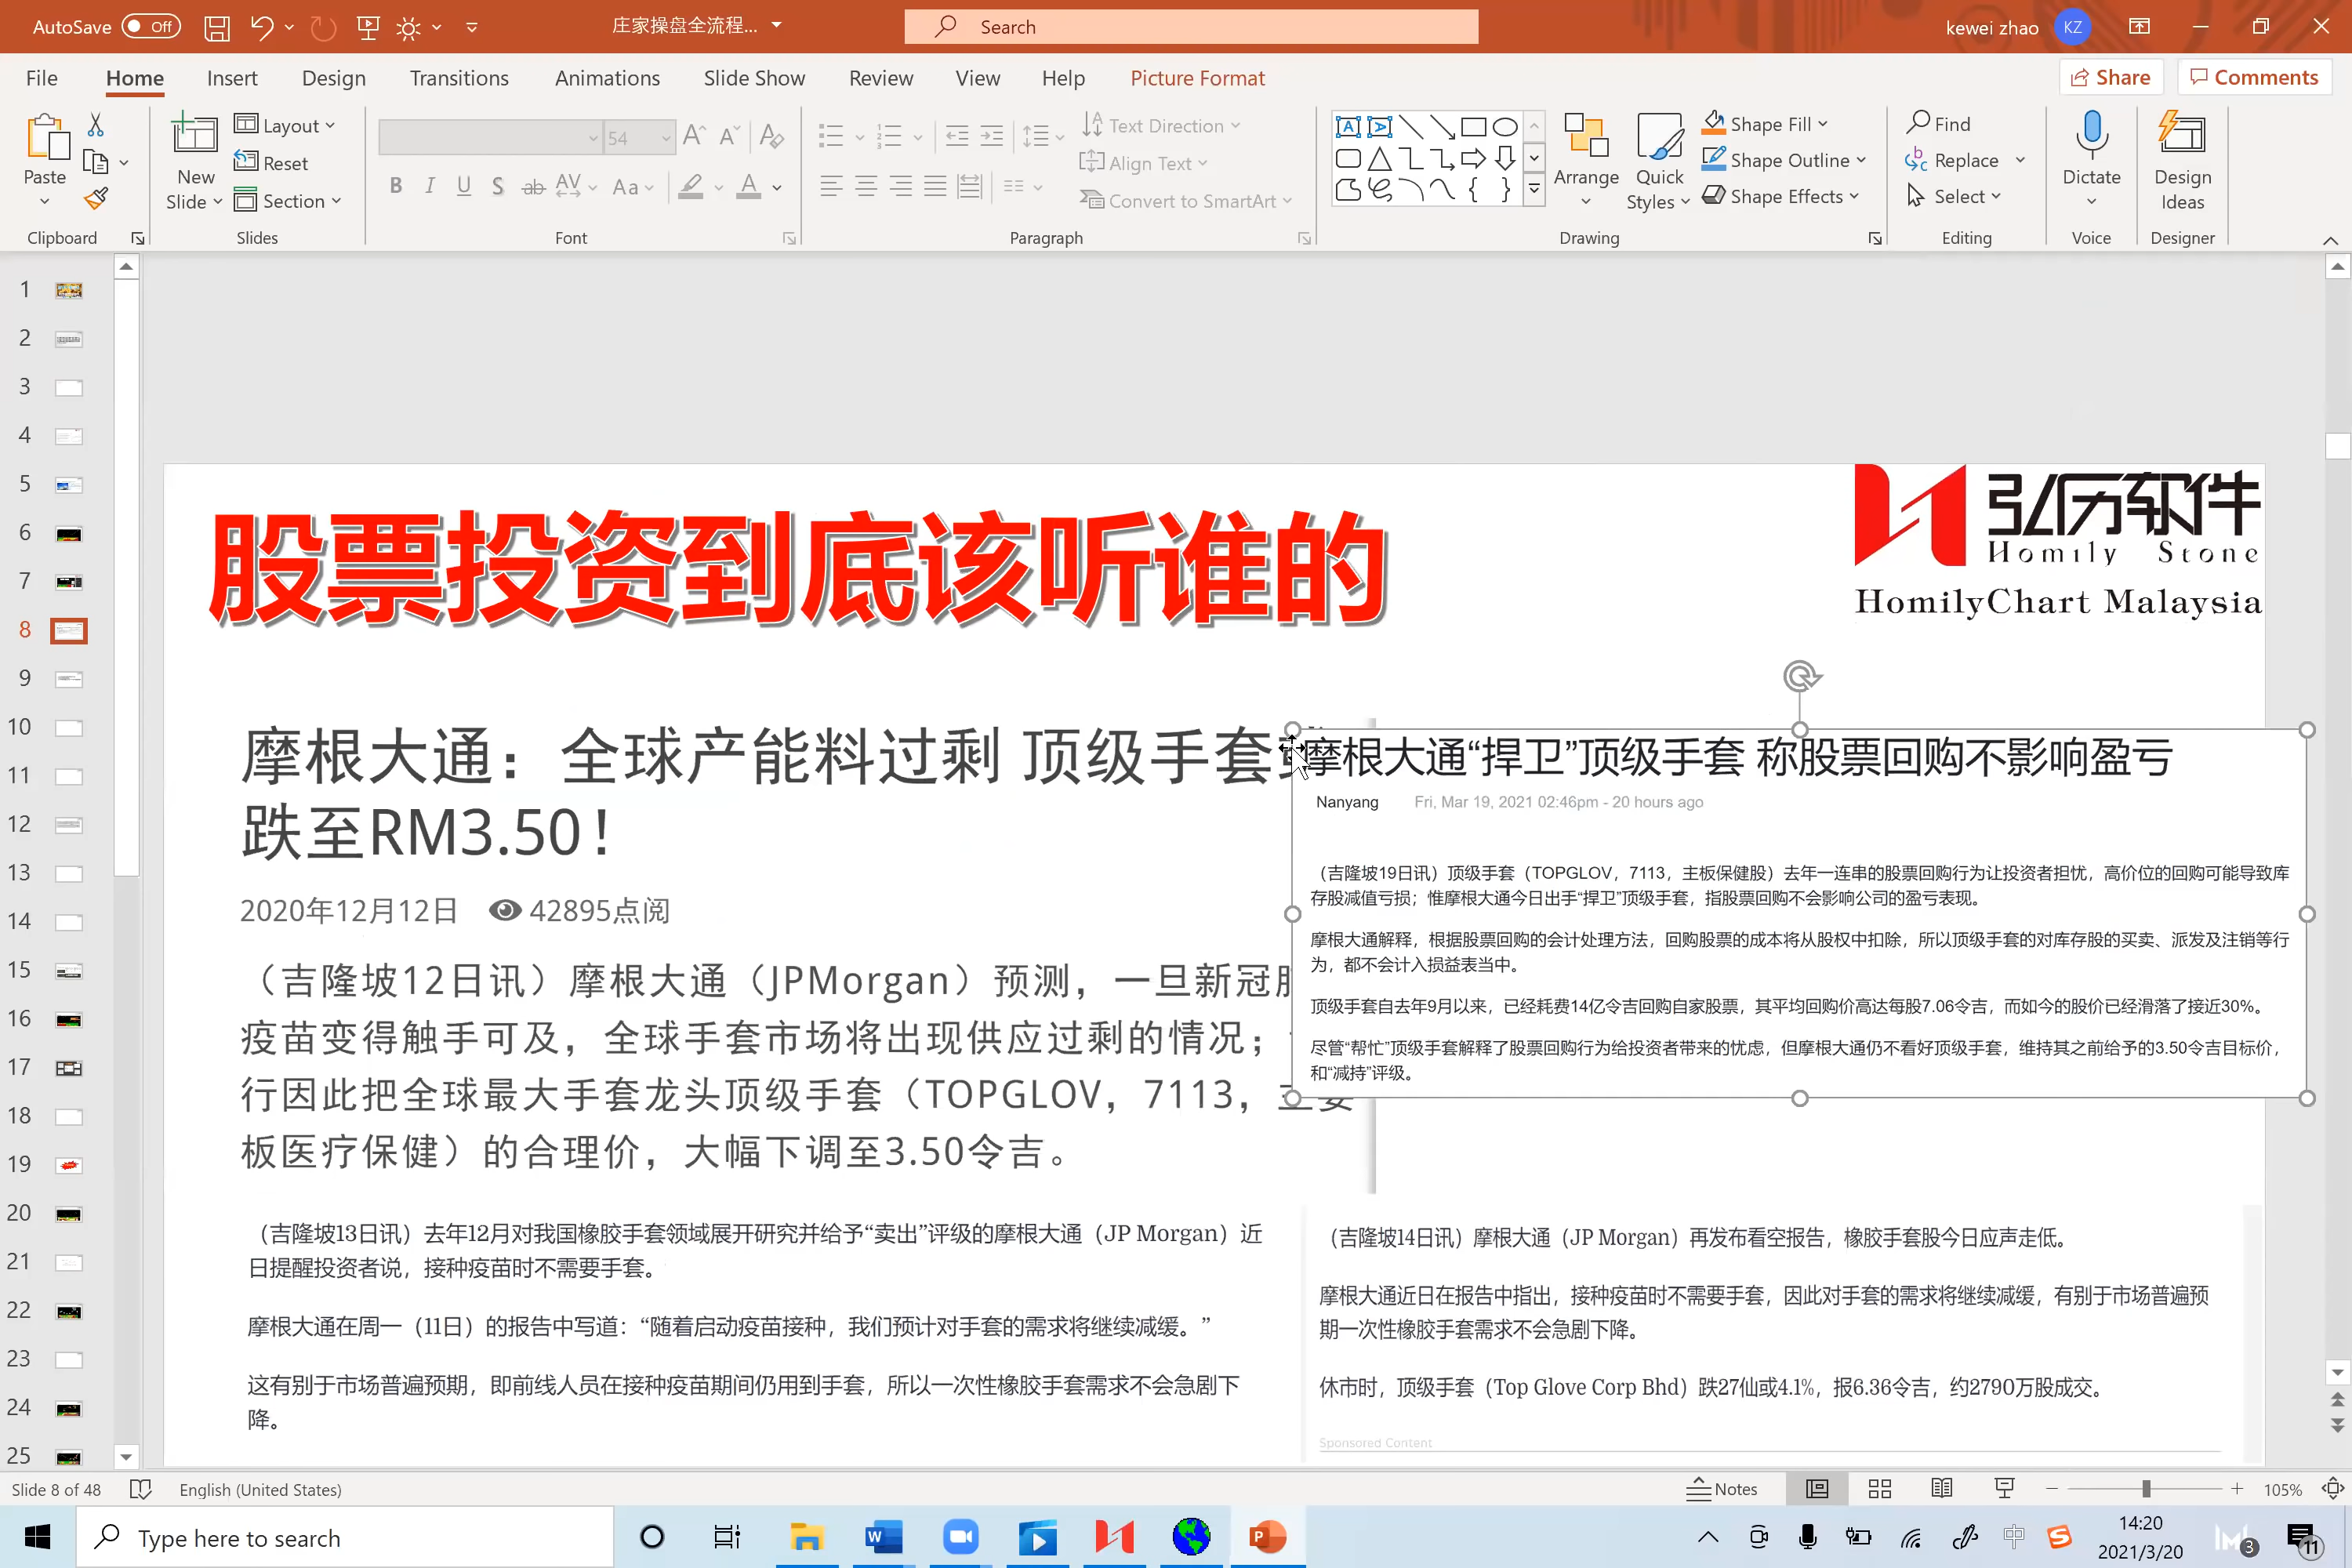 AutoSave Off
庄家操盘全流程...
Search
kewei zhao KZ
File Home Insert Design Transitions Animations Slide Show Review View Help Picture Format
Share Comments
Paste
New Slide
Layout
Reset
Section
54
Text Direction
Align Text
Convert to SmartArt
Arrange
Quick Styles
Shape Fill
Shape Outline
Shape Effects
Find
Replace
Select
Dictate
Design Ideas
Clipboard Slides Font Paragraph Drawing Editing Voice Designer
1
2
3
4
5
6
7
8
9
10
11
12
13
14
15
16
17
18
19
20
21
22
23
24
25
股票投资到底该听谁的
弘历软件
Homily Stone
HomilyChart Malaysia
摩根大通：全球产能料过剩 顶级手套
跌至RM3.50！
2020年12月12日 42895点阅
（吉隆坡12日讯）摩根大通（JPMorgan）预测，一旦新冠
疫苗变得触手可及，全球手套市场将出现供应过剩的情况；
行因此把全球最大手套龙头顶级手套（TOPGLOV，7113，主要
板医疗保健）的合理价，大幅下调至3.50令吉。
摩根大通“捍卫”顶级手套 称股票回购不影响盈亏
Nanyang Fri, Mar 19, 2021 02:46pm - 20 hours ago
（吉隆坡19日讯）顶级手套（TOPGLOV，7113，主板保健股）去年一连串的股票回购行为让投资者担忧，高价位的回购可能导致库
存股减值亏损；惟摩根大通今日出手“捍卫”顶级手套，指股票回购不会影响公司的盈亏表现。
摩根大通解释，根据股票回购的会计处理方法，回购股票的成本将从股权中扣除，所以顶级手套的对库存股的买卖、派发及注销等行
为，都不会计入损益表当中。
顶级手套自去年9月以来，已经耗费14亿令吉回购自家股票，其平均回购价高达每股7.06令吉，而如今的股价已经滑落了接近30%。
尽管“帮忙”顶级手套解释了股票回购行为给投资者带来的忧虑，但摩根大通仍不看好顶级手套，维持其之前给予的3.50令吉目标价，
和“减持”评级。
（吉隆坡13日讯）去年12月对我国橡胶手套领域展开研究并给予“卖出”评级的摩根大通（JP Morgan）近
日提醒投资者说，接种疫苗时不需要手套。
摩根大通在周一（11日）的报告中写道：“随着启动疫苗接种，我们预计对手套的需求将继续减缓。”
这有别于市场普遍预期，即前线人员在接种疫苗期间仍用到手套，所以一次性橡胶手套需求不会急剧下
降。
（吉隆坡14日讯）摩根大通（JP Morgan）再发布看空报告，橡胶手套股今日应声走低。
摩根大通近日在报告中指出，接种疫苗时不需要手套，因此对手套的需求将继续减缓，有别于市场普遍预
期一次性橡胶手套需求不会急剧下降。
休市时，顶级手套（Top Glove Corp Bhd）跌27仙或4.1%，报6.36令吉，约2790万股成交。
Sponsored Content
Slide 8 of 48 English (United States) Notes 105%
Type here to search
中
14:20
2021/3/20
3
11